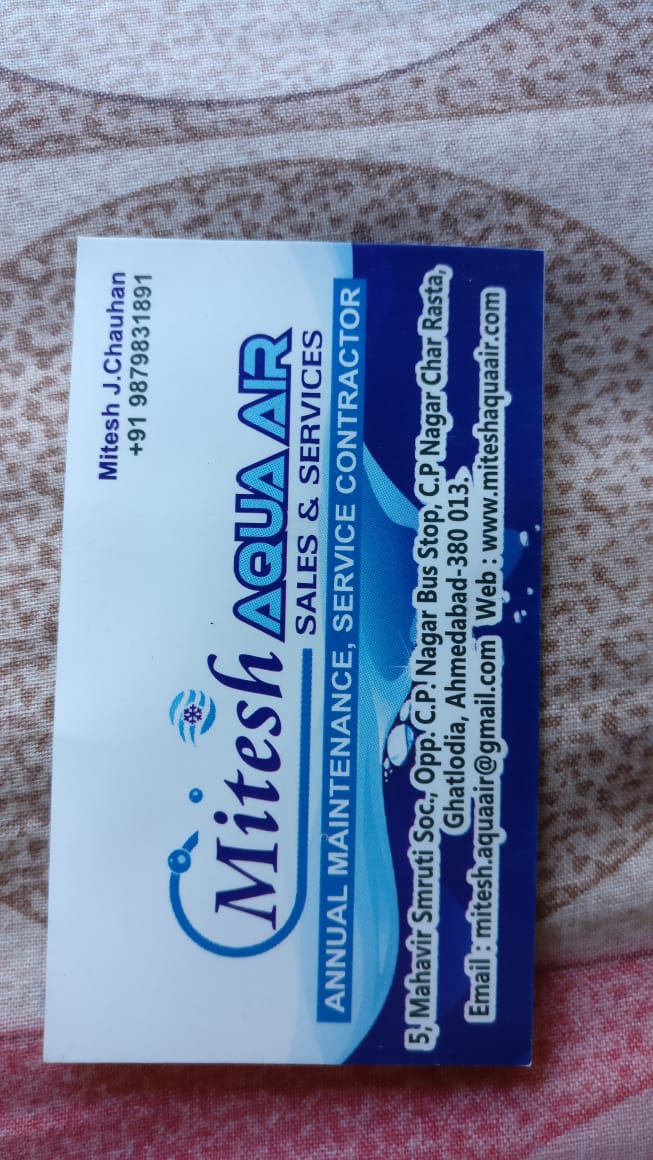 Mitesh J.Chauhan
+91 9879831891
Mitesh AQUA AIR
SALES & SERVICES
ANNUAL MAINTENANCE, SERVICE CONTRACTOR
5, Mahavir Smruti Soc., Opp. C.P. Nagar Bus Stop, C.P Nagar Char Rasta,
Ghatlodia, Ahmedabad-380 013.
Email : mitesh.aquaair@gmail.com Web : www.miteshaquaair.com